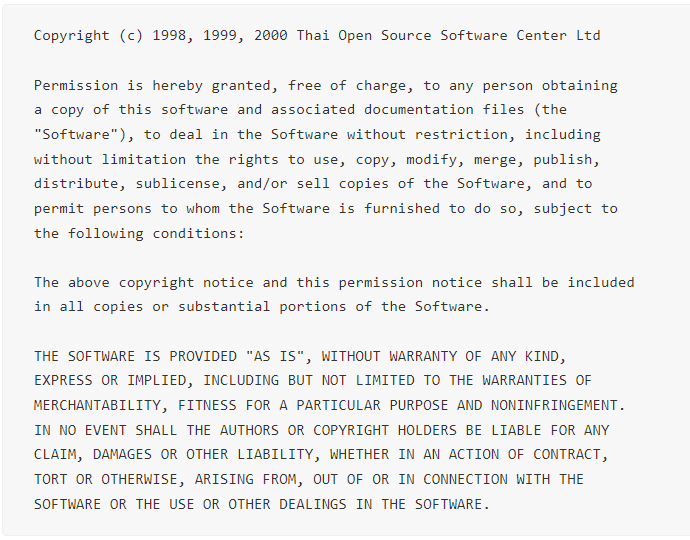 Copyright (c) 1998, 1999, 2000 Thai Open Source Software Center Ltd
Permission is hereby granted, free of charge, to any person obtaining
a copy of this software and associated documentation files (the
"Software"), to deal in the Software without restriction, including
without limitation the rights to use, copy, modify, merge, publish,
distribute, sublicense, and/or sell copies of the Software, and to
permit persons to whom the Software is furnished to do so, subject to
the following conditions:
The above copyright notice and this permission notice shall be included
in all copies or substantial portions of the Software.
THE SOFTWARE IS PROVIDED "AS IS", WITHOUT WARRANTY OF ANY KIND,
EXPRESS OR IMPLIED, INCLUDING BUT NOT LIMITED TO THE WARRANTIES OF
MERCHANTABILITY, FITNESS FOR A PARTICULAR PURPOSE AND NONINFRINGEMENT.
IN NO EVENT SHALL THE AUTHORS OR COPYRIGHT HOLDERS BE LIABLE FOR ANY
CLAIM, DAMAGES OR OTHER LIABILITY, WHETHER IN AN ACTION OF CONTRACT,
TORT OR OTHERWISE, ARISING FROM, OUT OF OR IN CONNECTION WITH THE
SOFTWARE OR THE USE OR OTHER DEALINGS IN THE SOFTWARE.